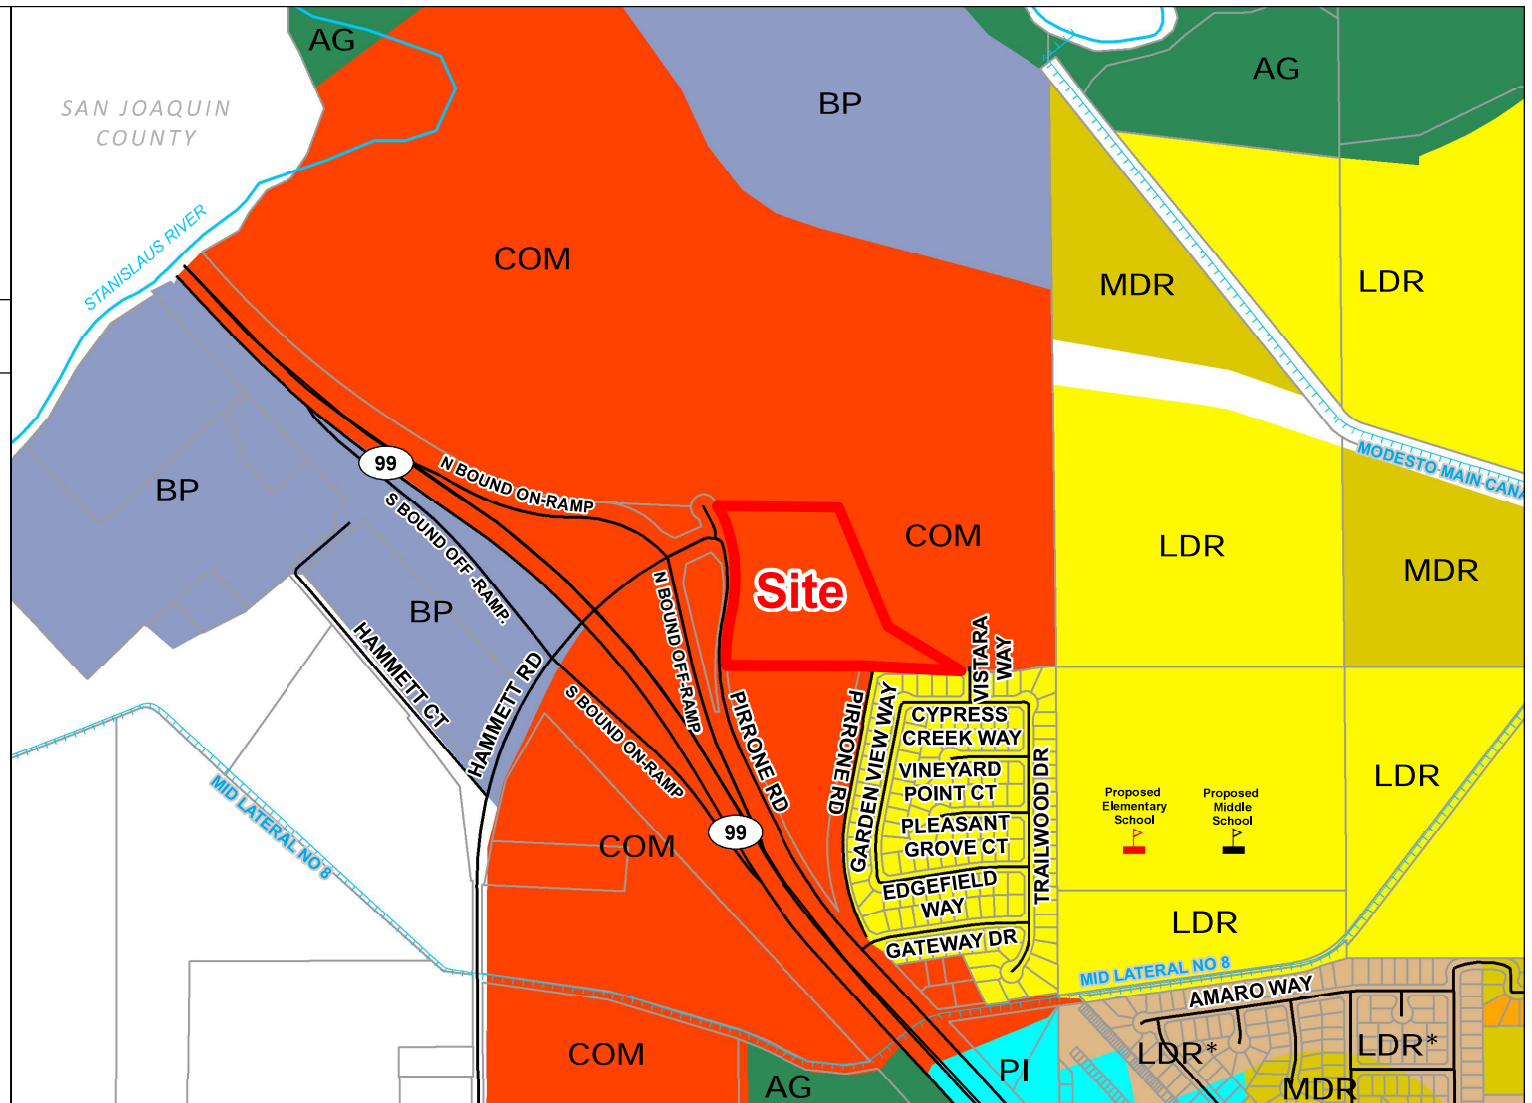 AG
BP
AG
SAN JOAQUIN
COUNTY
STANISLAUS RIVER
COM
MDR
LDR
99
N BOUND ON-RAMP
MODESTO MAIN CANA
BP
S BOUND OFF -RAMP.
COM
LDR
MDR
Site
N BOUND OFF-RAMP
BP
HAMMETT CT
HAMMETT RD
S BOUND ON-RAMP
PIRRONE RD
PIRRONE RD
GARDEN VIEW WAY
VISTARA
WAY
CYPRESS
CREEK WAY
VINEYARD
POINT CT
PLEASANT
GROVE CT
EDGEFIELD
WAY
GATEWAY DR
TRAILWOOD DR
Proposed
Elementary
School
Proposed
Middle
School
LDR
MID LATERAL NO 8
99
COM
LDR
MID LATERAL NO 8
AMARO WAY
COM
AG
PI
LDR*
LDR*
MDR